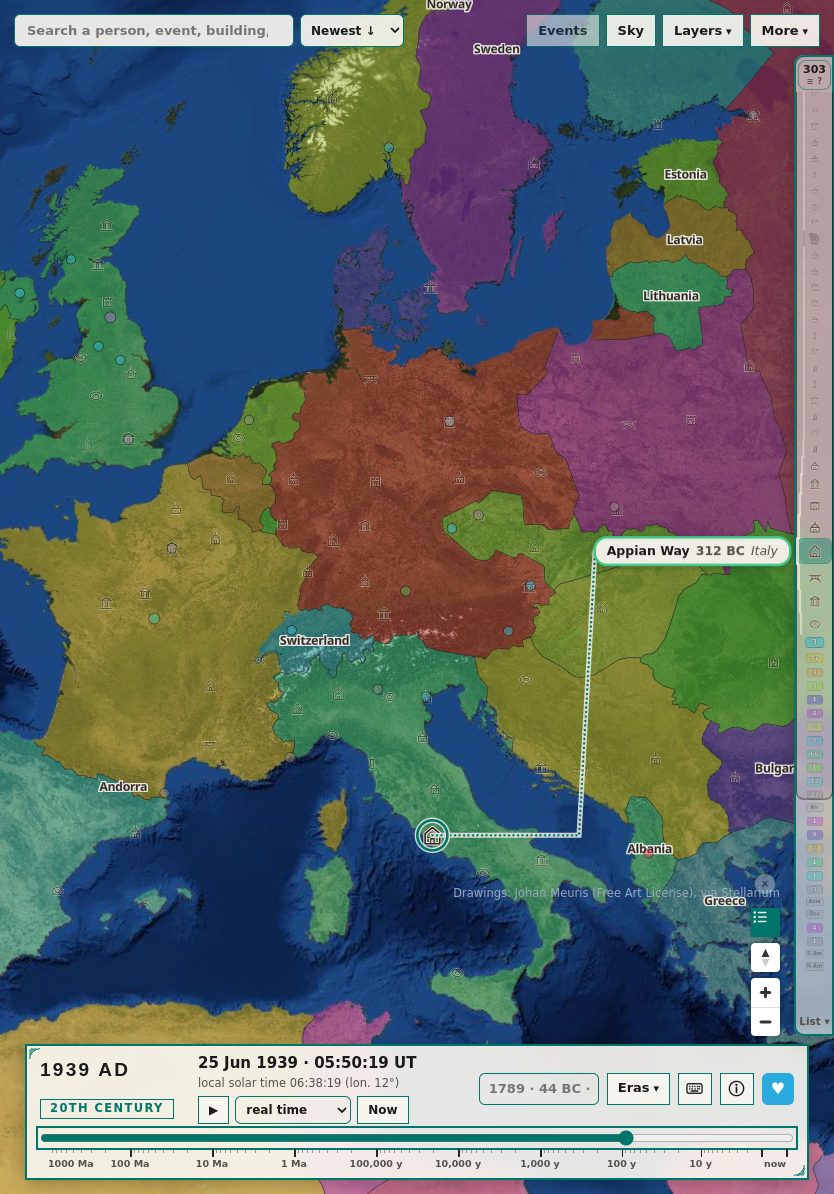 Norway
Search a person, event, building,
Newest ↓
Events
Sky
Layers ▾
More ▾
Sweden
303
≡ ?
Estonia
Latvia
Lithuania
Appian Way 312 BC Italy
Switzerland
Bulgar
Andorra
Albania
Drawings: Johan Meuris (Free Art License), via Stellarium
Greece
List ▾
1939 AD
25 Jun 1939 · 05:50:19 UT
local solar time 06:38:19 (lon. 12°)
1789 · 44 BC ·
Eras ▾
20TH CENTURY
real time
Now
1000 Ma
100 Ma
10 Ma
1 Ma
100,000 y
10,000 y
1,000 y
100 y
10 y
now